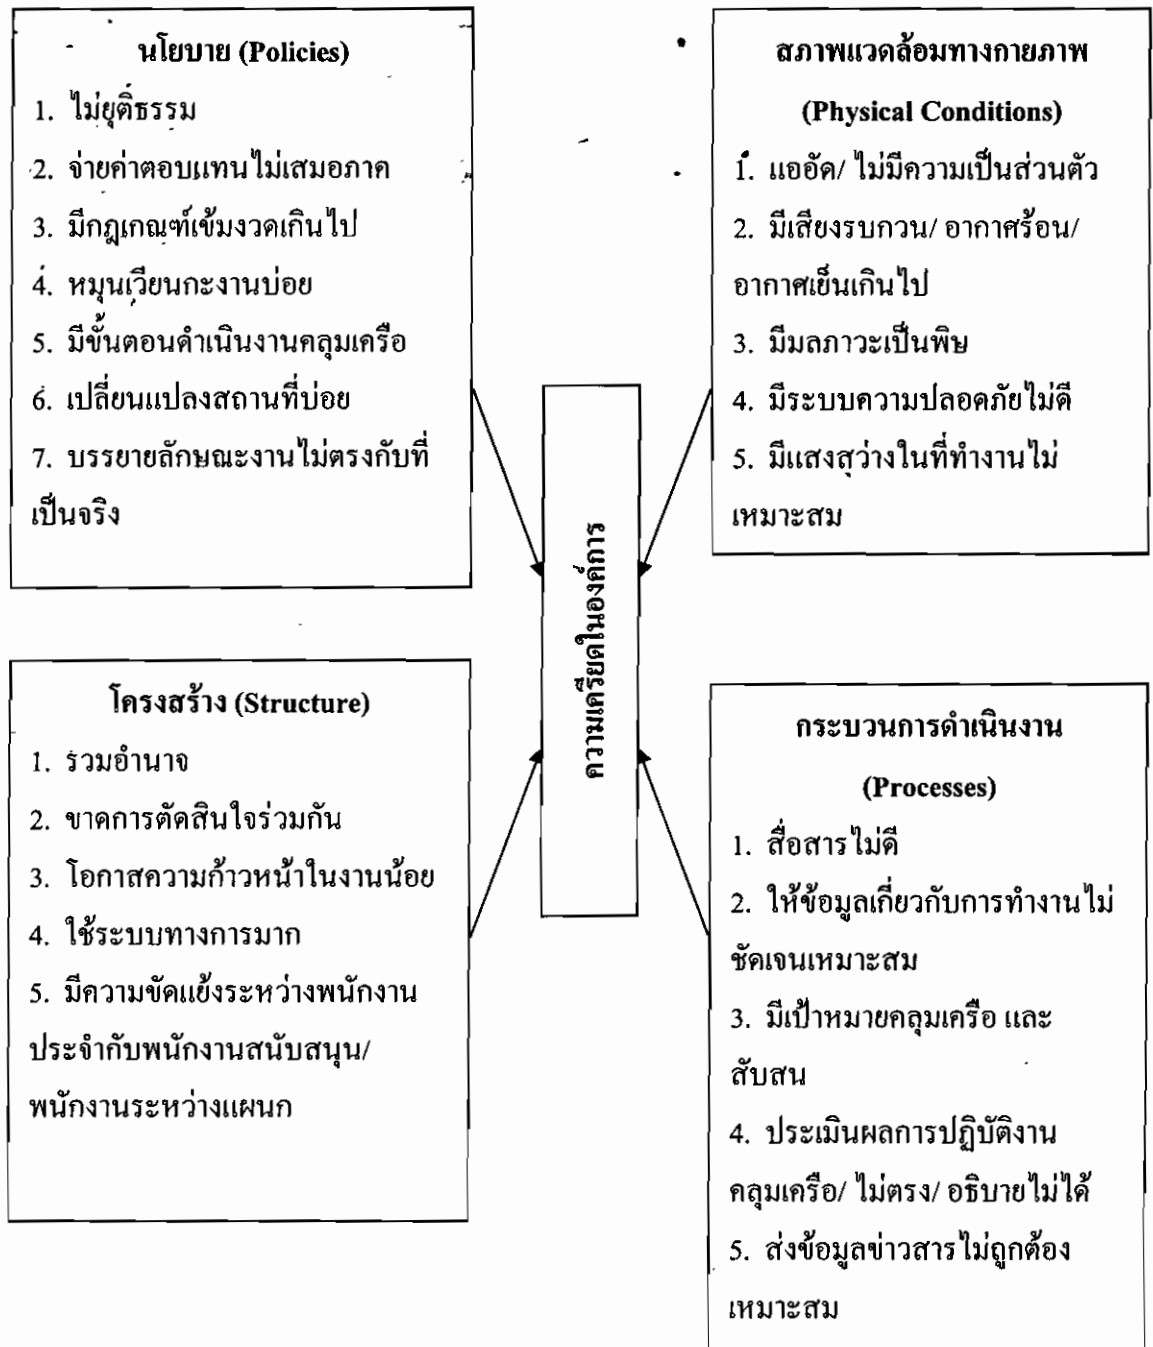 นโยบาย (Policies)
1. ไม่ยุติธรรม
2. จ่ายค่าตอบแทนไม่เสมอภาค
3. มีกฎเกณฑ์เข้มงวดเกินไป
4. หมุนเวียนกะงานบ่อย
5. มีขั้นตอนดำเนินงานคลุมเครือ
6. เปลี่ยนแปลงสถานที่บ่อย
7. บรรยายลักษณะงานไม่ตรงกับที่
เป็นจริง
สภาพแวดล้อมทางกายภาพ
(Physical Conditions)
1. แออัด/ ไม่มีความเป็นส่วนตัว
2. มีเสียงรบกวน/ อากาศร้อน/
อากาศเย็นเกินไป
3. มีมลภาวะเป็นพิษ
4. มีระบบความปลอดภัยไม่ดี
5. มีแสงสว่างในที่ทำงานไม่
เหมาะสม
ความเครียดในองค์การ
โครงสร้าง (Structure)
1. รวมอำนาจ
2. ขาดการตัดสินใจร่วมกัน
3. โอกาสความก้าวหน้าในงานน้อย
4. ใช้ระบบทางการมาก
5. มีความขัดแย้งระหว่างพนักงาน
ประจำกับพนักงานสนับสนุน/
พนักงานระหว่างแผนก
กระบวนการดำเนินงาน
(Processes)
1. สื่อสารไม่ดี
2. ให้ข้อมูลเกี่ยวกับการทำงานไม่
ชัดเจนเหมาะสม
3. มีเป้าหมายคลุมเครือ และ
สับสน
4. ประเมินผลการปฏิบัติงาน
คลุมเครือ/ ไม่ตรง/ อธิบายไม่ได้
5. ส่งข้อมูลข่าวสารไม่ถูกต้อง
เหมาะสม